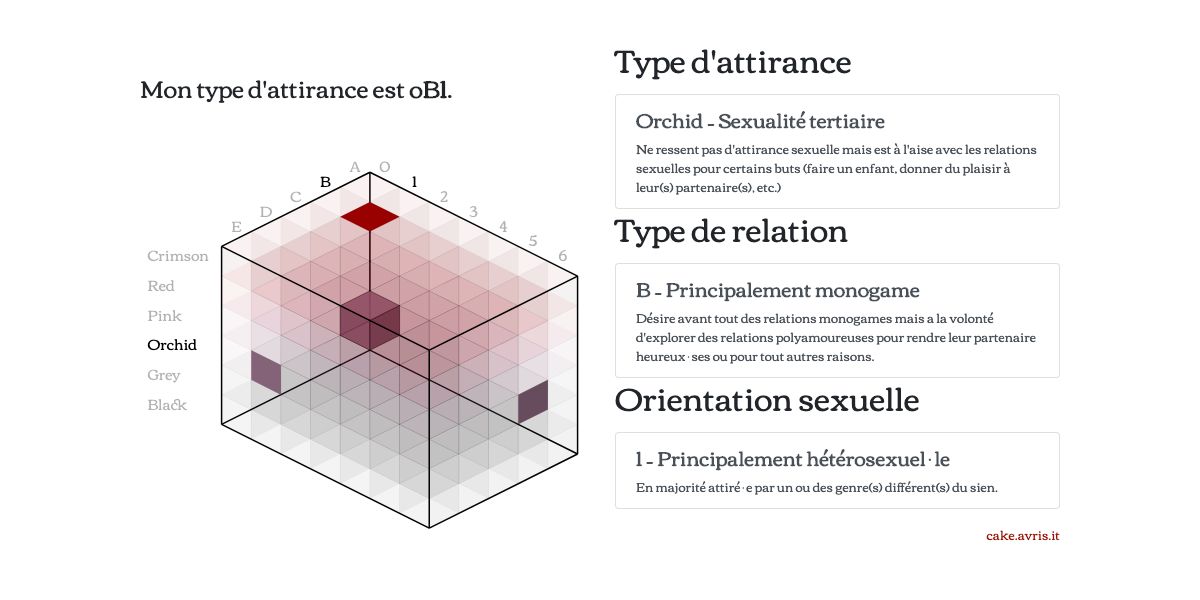 Mon type d'attirance est oB1.
A O
B 1
C 2
D 3
E 4
5
6
Crimson
Red
Pink
Orchid
Grey
Black
Type d'attirance
Orchid - Sexualité tertiaire
Ne ressent pas d'attirance sexuelle mais est à l'aise avec les relations
sexuelles pour certains buts (faire un enfant, donner du plaisir à
leur(s) partenaire(s), etc.)
Type de relation
B - Principalement monogame
Désire avant tout des relations monogames mais a la volonté
d'explorer des relations polyamoureuses pour rendre leur partenaire
heureux·ses ou pour tout autres raisons.
Orientation sexuelle
1 - Principalement hétérosexuel·le
En majorité attiré·e par un ou des genre(s) différent(s) du sien.
cake.avris.it